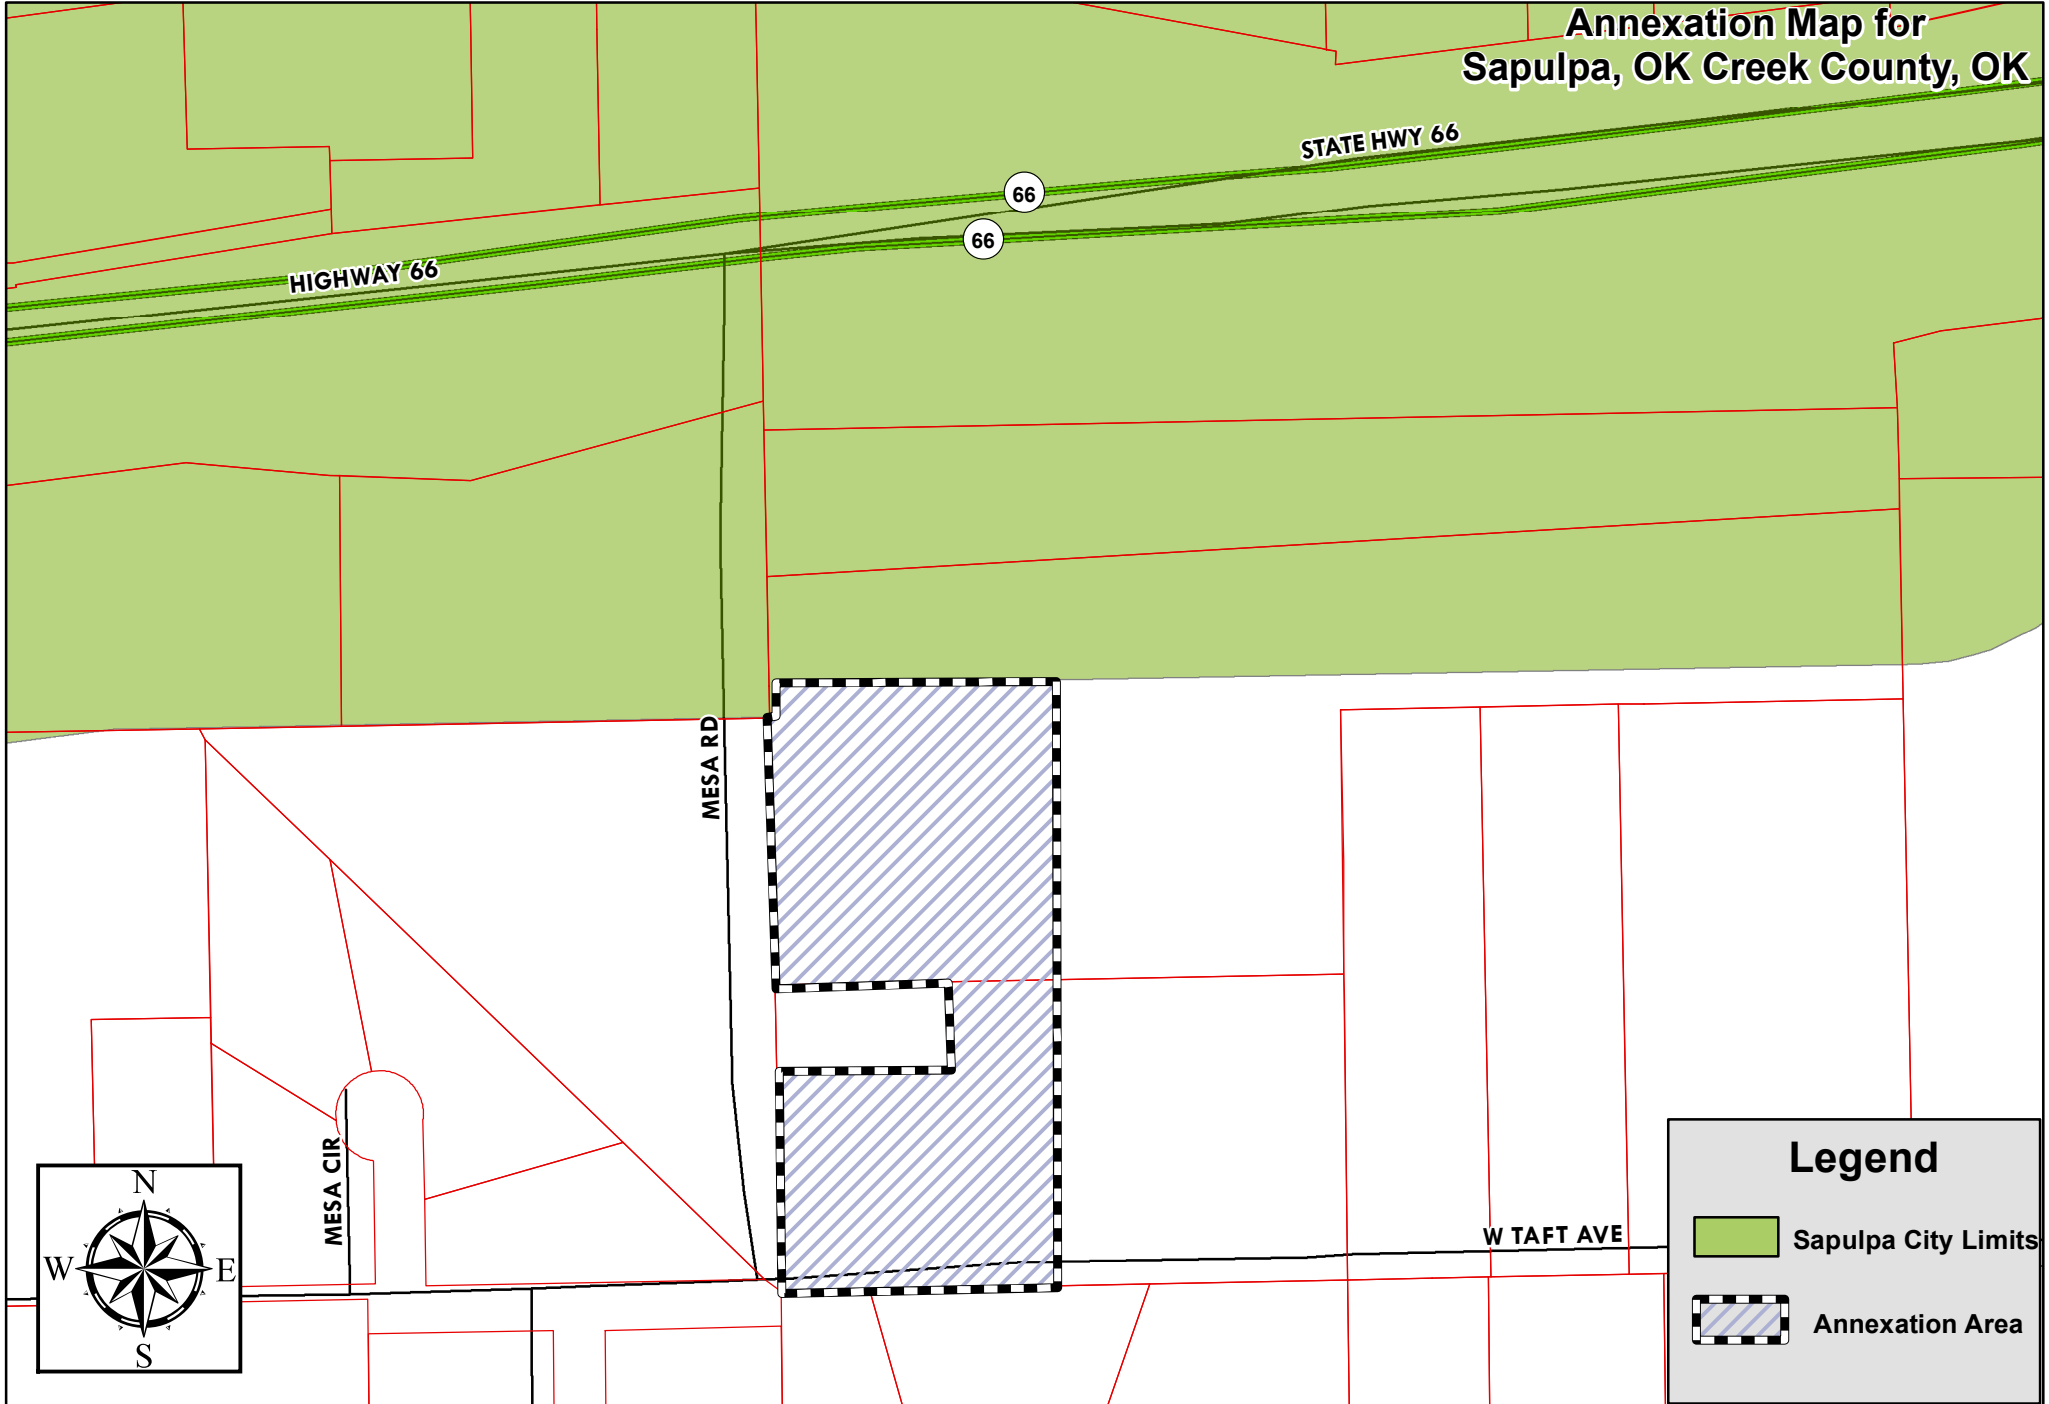 Annexation Map for
Sapulpa, OK Creek County, OK
STATE HWY 66
66
66
HIGHWAY 66
MESA RD
MESA CIR
W TAFT AVE
N
W
E
S
Legend
Sapulpa City Limits
Annexation Area